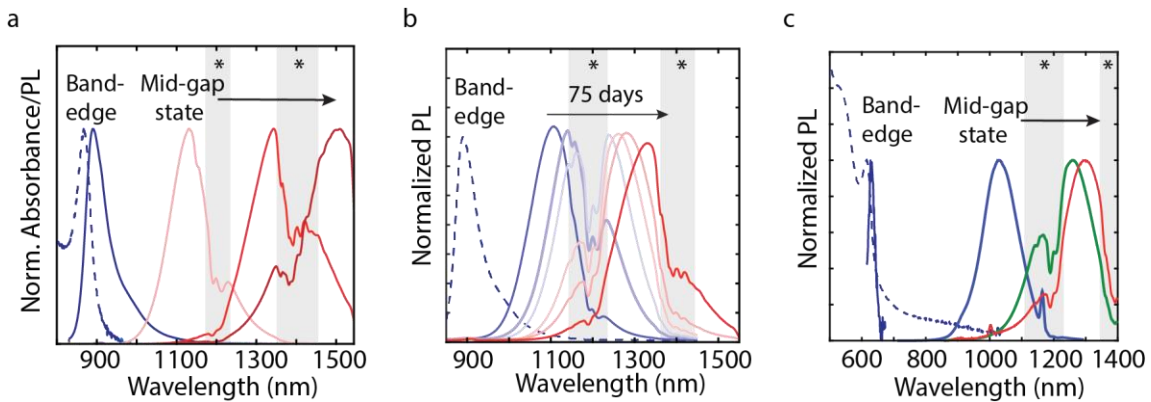 a
Norm. Absorbance/PL
Band-
edge
Mid-gap
state
*
*
900 1100 1300 1500
Wavelength (nm)
b
Normalized PL
Band-
edge
75 days
*
*
900 1100 1300 1500
Wavelength (nm)
c
Normalized PL
Band-
edge
Mid-gap
state
*
*
600 800 1000 1200 1400
Wavelength (nm)